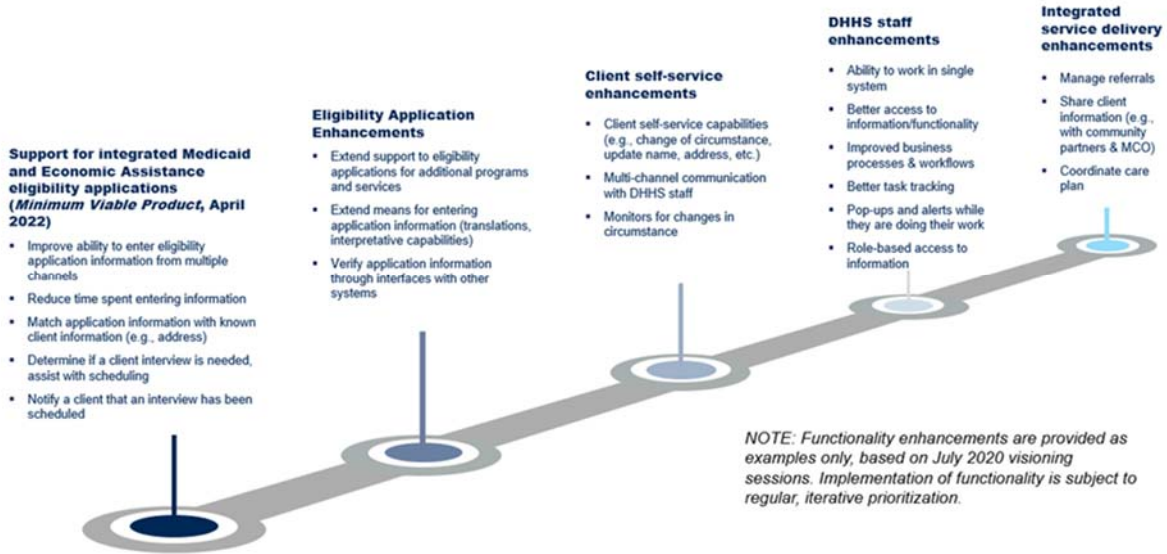 Support for integrated Medicaid
and Economic Assistance
eligibility applications
(Minimum Viable Product, April
2022)
▪ Improve ability to enter eligibility
application information from multiple
channels
▪ Reduce time spent entering information
▪ Match application information with known
client information (e.g., address)
▪ Determine if a client interview is needed,
assist with scheduling
▪ Notify a client that an interview has been
scheduled
Eligibility Application
Enhancements
▪ Extend support to eligibility
applications for additional programs
and services
▪ Extend means for entering
application information (translations,
interpretative capabilities)
▪ Verify application information
through interfaces with other
systems
Client self-service
enhancements
▪ Client self-service capabilities
(e.g., change of circumstance,
update name, address, etc.)
▪ Multi-channel communication
with DHHS staff
▪ Monitors for changes in
circumstance
DHHS staff
enhancements
▪ Ability to work in single
system
▪ Better access to
information/functionality
▪ Improved business
processes & workflows
▪ Better task tracking
▪ Pop-ups and alerts while
they are doing their work
▪ Role-based access to
information
Integrated
service delivery
enhancements
▪ Manage referrals
▪ Share client
information (e.g.,
with community
partners & MCO)
▪ Coordinate care
plan
NOTE: Functionality enhancements are provided as
examples only, based on July 2020 visioning
sessions. Implementation of functionality is subject to
regular, iterative prioritization.